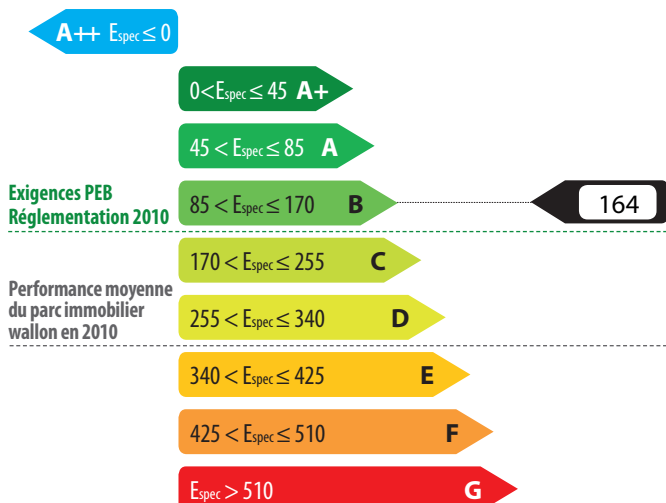 A++ Espec ≤ 0
0<Espec ≤ 45 A+
45 < Espec ≤ 85 A
Exigences PEB
Réglementation 2010
85 < Espec ≤ 170 B
164
170 < Espec ≤ 255 C
Performance moyenne
du parc immobilier
wallon en 2010
255 < Espec ≤ 340 D
340 < Espec ≤ 425 E
425 < Espec ≤ 510 F
Espec > 510 G